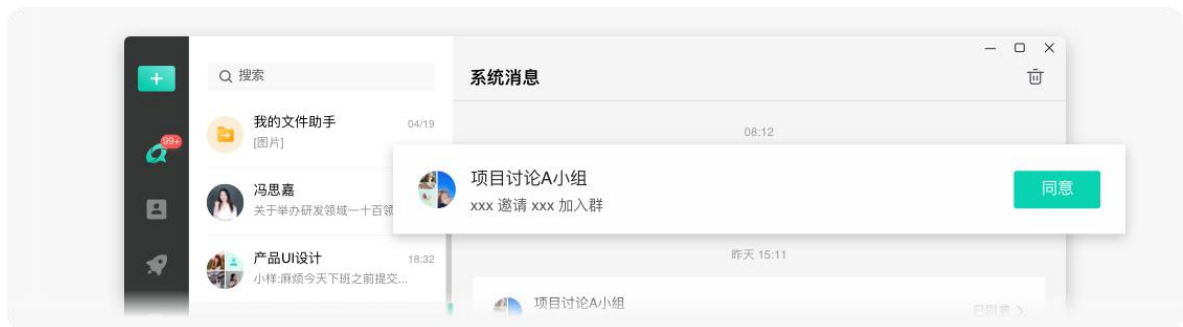 搜索
系统消息
我的文件助手 04/19
[图片]
99+
08:12
项目讨论A小组
xxx 邀请 xxx 加入群
同意
冯思嘉
关于举办研发领域一十百领
产品UI设计 18:32
小样:麻烦今天下班之前提交...
昨天 15:11
项目讨论A小组
已同意